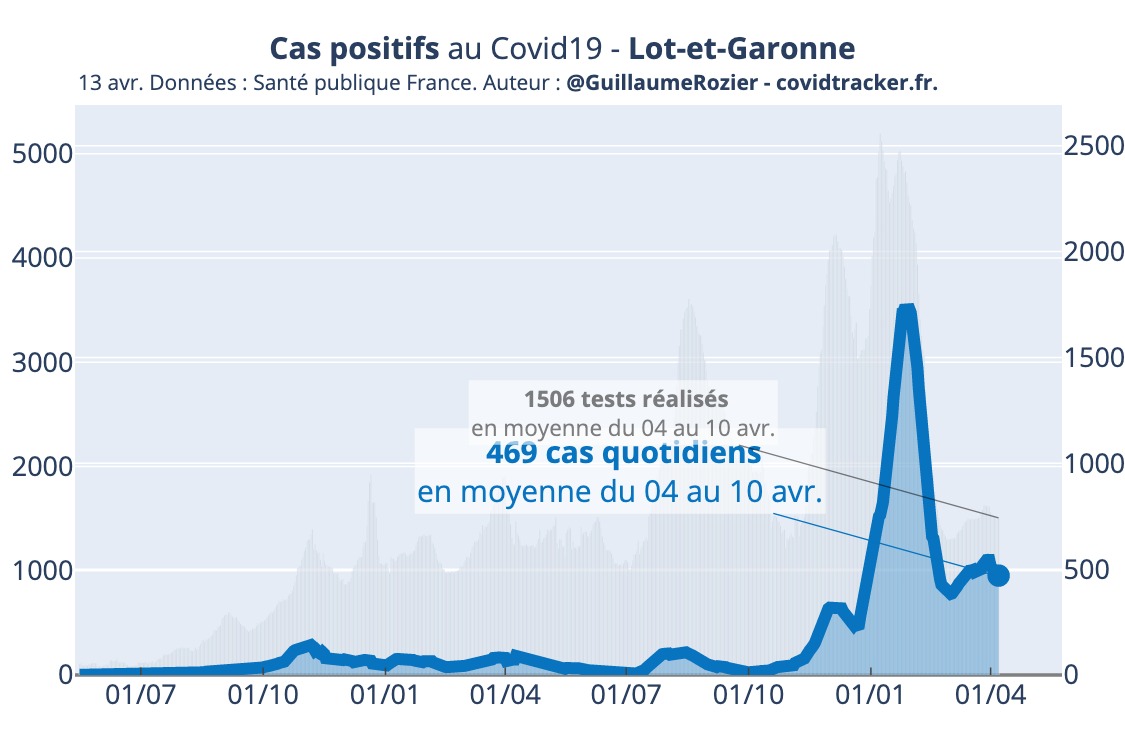 Cas positifs au Covid19 - Lot-et-Garonne
13 avr. Données : Santé publique France. Auteur : @GuillaumeRozier - covidtracker.fr.
5000
4000
3000
2000
1000
0
2500
2000
1500
1000
500
0
1506 tests réalisés
en moyenne du 04 au 10 avr.
469 cas quotidiens
en moyenne du 04 au 10 avr.
01/07 01/10 01/01 01/04 01/07 01/10 01/01 01/04